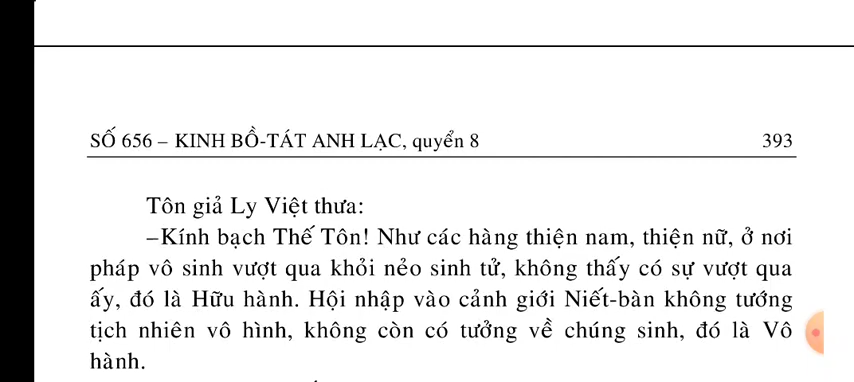 SỐ 656 – KINH BỒ-TÁT ANH LẠC, quyển 8 393
Tôn giả Ly Việt thưa:
–Kính bạch Thế Tôn! Như các hàng thiện nam, thiện nữ, ở nơi
pháp vô sinh vượt qua khỏi nẻo sinh tử, không thấy có sự vượt qua
ấy, đó là Hữu hành. Hội nhập vào cảnh giới Niết-bàn không tướng
tịch nhiên vô hình, không còn có tưởng về chúng sinh, đó là Vô
hành.